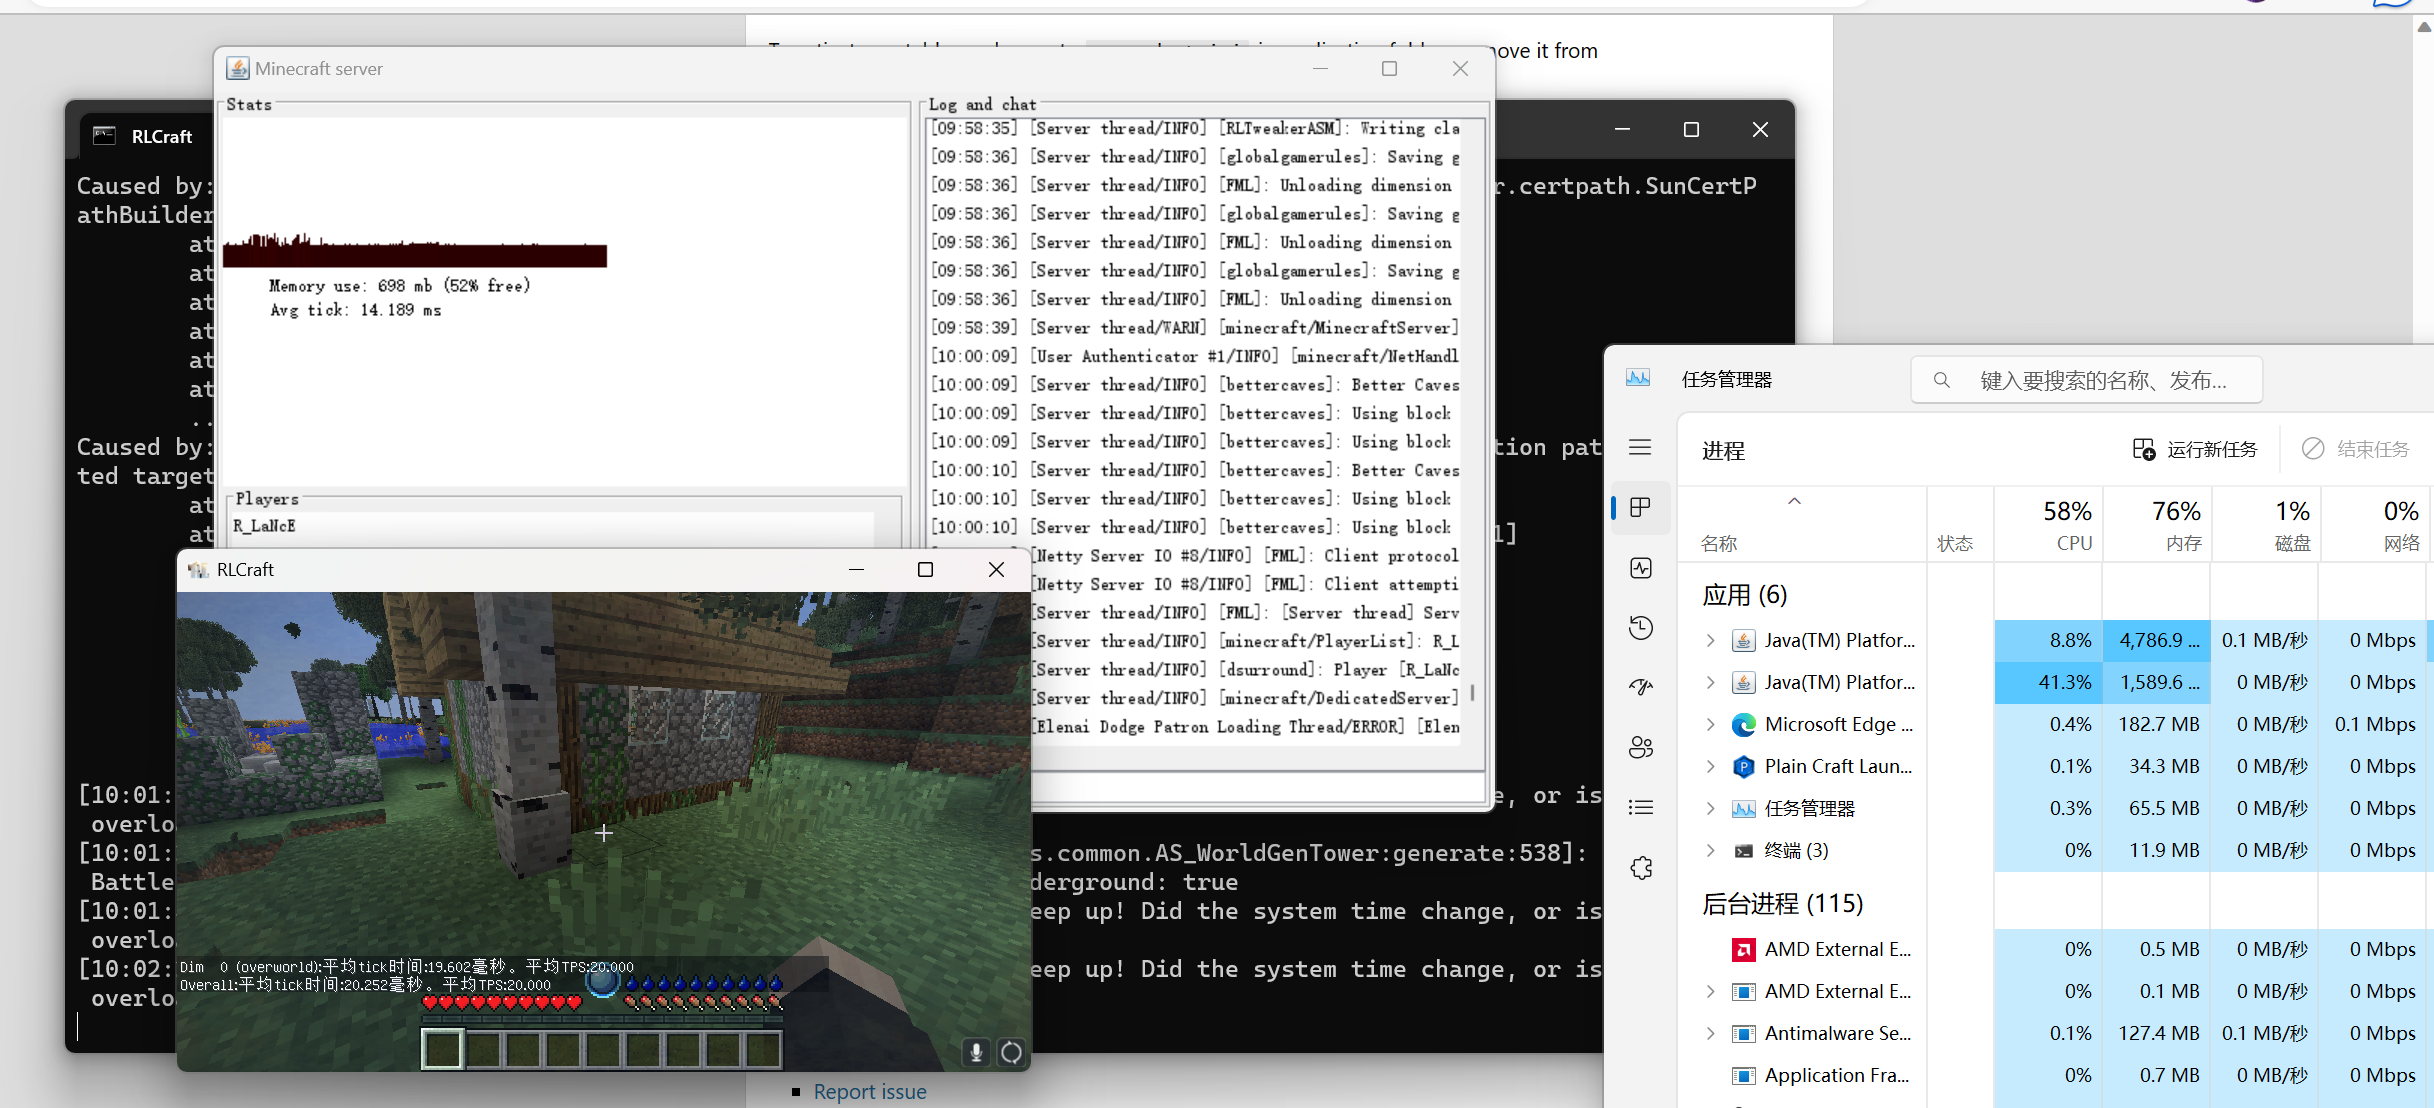 move it from
Minecraft server
Stats
Memory use: 698 mb (52% free)
Avg tick: 14.189 ms
Players
R_LaNcE
Log and chat
[09:58:35] [Server thread/INFO] [RLTweakerASM]: Writing cla
[09:58:36] [Server thread/INFO] [globalgamerules]: Saving g
[09:58:36] [Server thread/INFO] [FML]: Unloading dimension
[09:58:36] [Server thread/INFO] [globalgamerules]: Saving g
[09:58:36] [Server thread/INFO] [FML]: Unloading dimension
[09:58:36] [Server thread/INFO] [globalgamerules]: Saving g
[09:58:36] [Server thread/INFO] [FML]: Unloading dimension
[09:58:39] [Server thread/WARN] [minecraft/MinecraftServer]
[10:00:09] [User Authenticator #1/INFO] [minecraft/NetHandl
[10:00:09] [Server thread/INFO] [bettercaves]: Better Caves
[10:00:09] [Server thread/INFO] [bettercaves]: Using block
[10:00:09] [Server thread/INFO] [bettercaves]: Using block
[10:00:10] [Server thread/INFO] [bettercaves]: Better Caves
[10:00:10] [Server thread/INFO] [bettercaves]: Using block
[10:00:10] [Server thread/INFO] [bettercaves]: Using block
[Netty Server IO #8/INFO] [FML]: Client protocol
[Netty Server IO #8/INFO] [FML]: Client attempti
[Server thread/INFO] [FML]: [Server thread] Serv
[Server thread/INFO] [minecraft/PlayerList]: R_L
[Server thread/INFO] [dsurround]: Player [R_LaNc
[Server thread/INFO] [minecraft/DedicatedServer]
[Elenai Dodge Patron Loading Thread/ERROR] [Elen
RLCraft
Caused by:
r.certpath.SunCertP
athBuilder
at
at
at
at
at
at
..
Caused by:
tion pat
ted target
at
at
1]
[10:01:
e, or is
overlo
[10:01:
s.common.AS_WorldGenTower:generate:538]:
Battle
derground: true
[10:01:
eep up! Did the system time change, or is
overlo
[10:02:
eep up! Did the system time change, or is
overlo
RLCraft
Dim 0 (overworld):平均tick时间:19.602毫秒。平均TPS:20.000
Overall:平均tick时间:20.252毫秒。平均TPS:20.000
Report issue
任务管理器
键入要搜索的名称、发布...
进程
运行新任务
结束任务
58% 76% 1% 0%
名称 状态 CPU 内存 磁盘 网络
应用 (6)
Java(TM) Platfor... 8.8% 4,786.9 ... 0.1 MB/秒 0 Mbps
Java(TM) Platfor... 41.3% 1,589.6 ... 0 MB/秒 0 Mbps
Microsoft Edge ... 0.4% 182.7 MB 0 MB/秒 0.1 Mbps
Plain Craft Laun... 0.1% 34.3 MB 0 MB/秒 0 Mbps
任务管理器 0.3% 65.5 MB 0 MB/秒 0 Mbps
终端 (3) 0% 11.9 MB 0 MB/秒 0 Mbps
后台进程 (115)
AMD External E... 0% 0.5 MB 0 MB/秒 0 Mbps
AMD External E... 0% 0.1 MB 0 MB/秒 0 Mbps
Antimalware Se... 0.1% 127.4 MB 0.1 MB/秒 0 Mbps
Application Fra... 0% 0.7 MB 0 MB/秒 0 Mbps